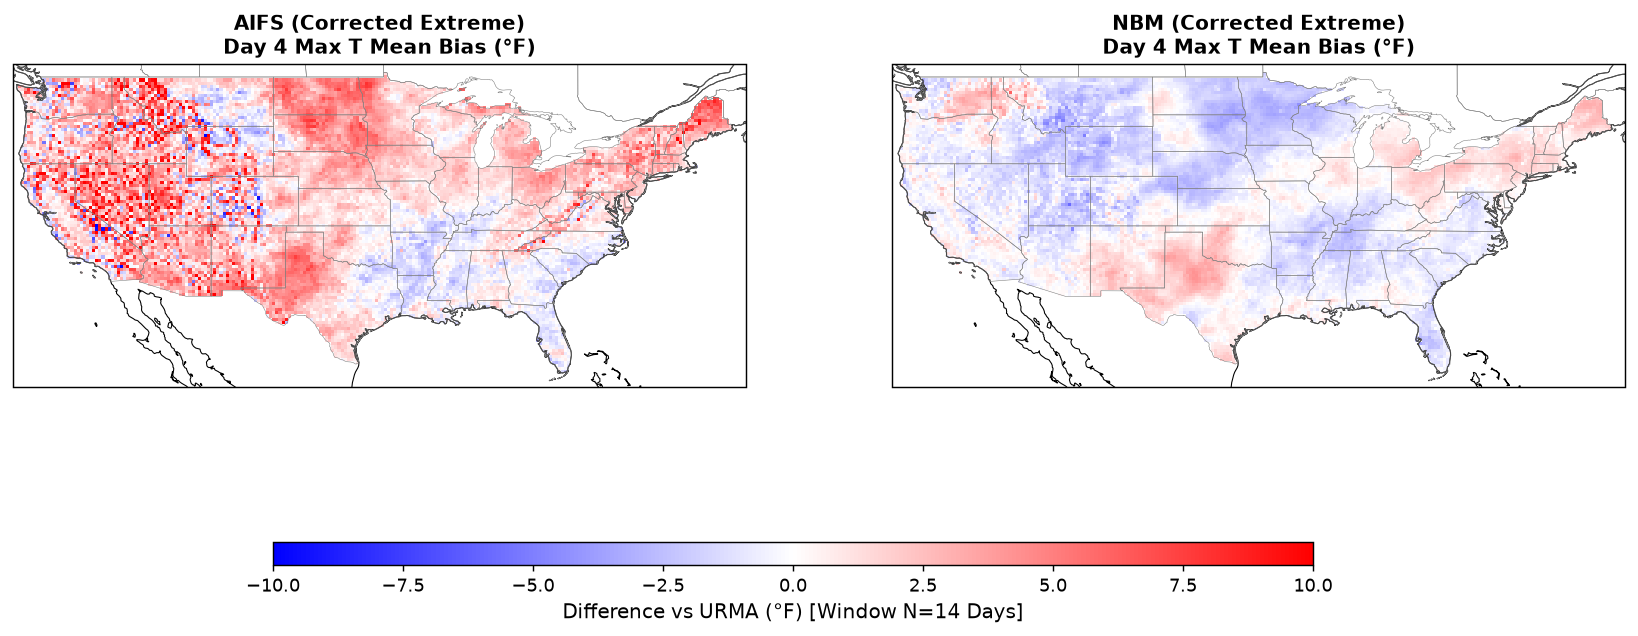 AIFS (Corrected Extreme)
Day 4 Max T Mean Bias (°F)
NBM (Corrected Extreme)
Day 4 Max T Mean Bias (°F)
−10.0 −7.5 −5.0 −2.5 0.0 2.5 5.0 7.5 10.0
Difference vs URMA (°F) [Window N=14 Days]